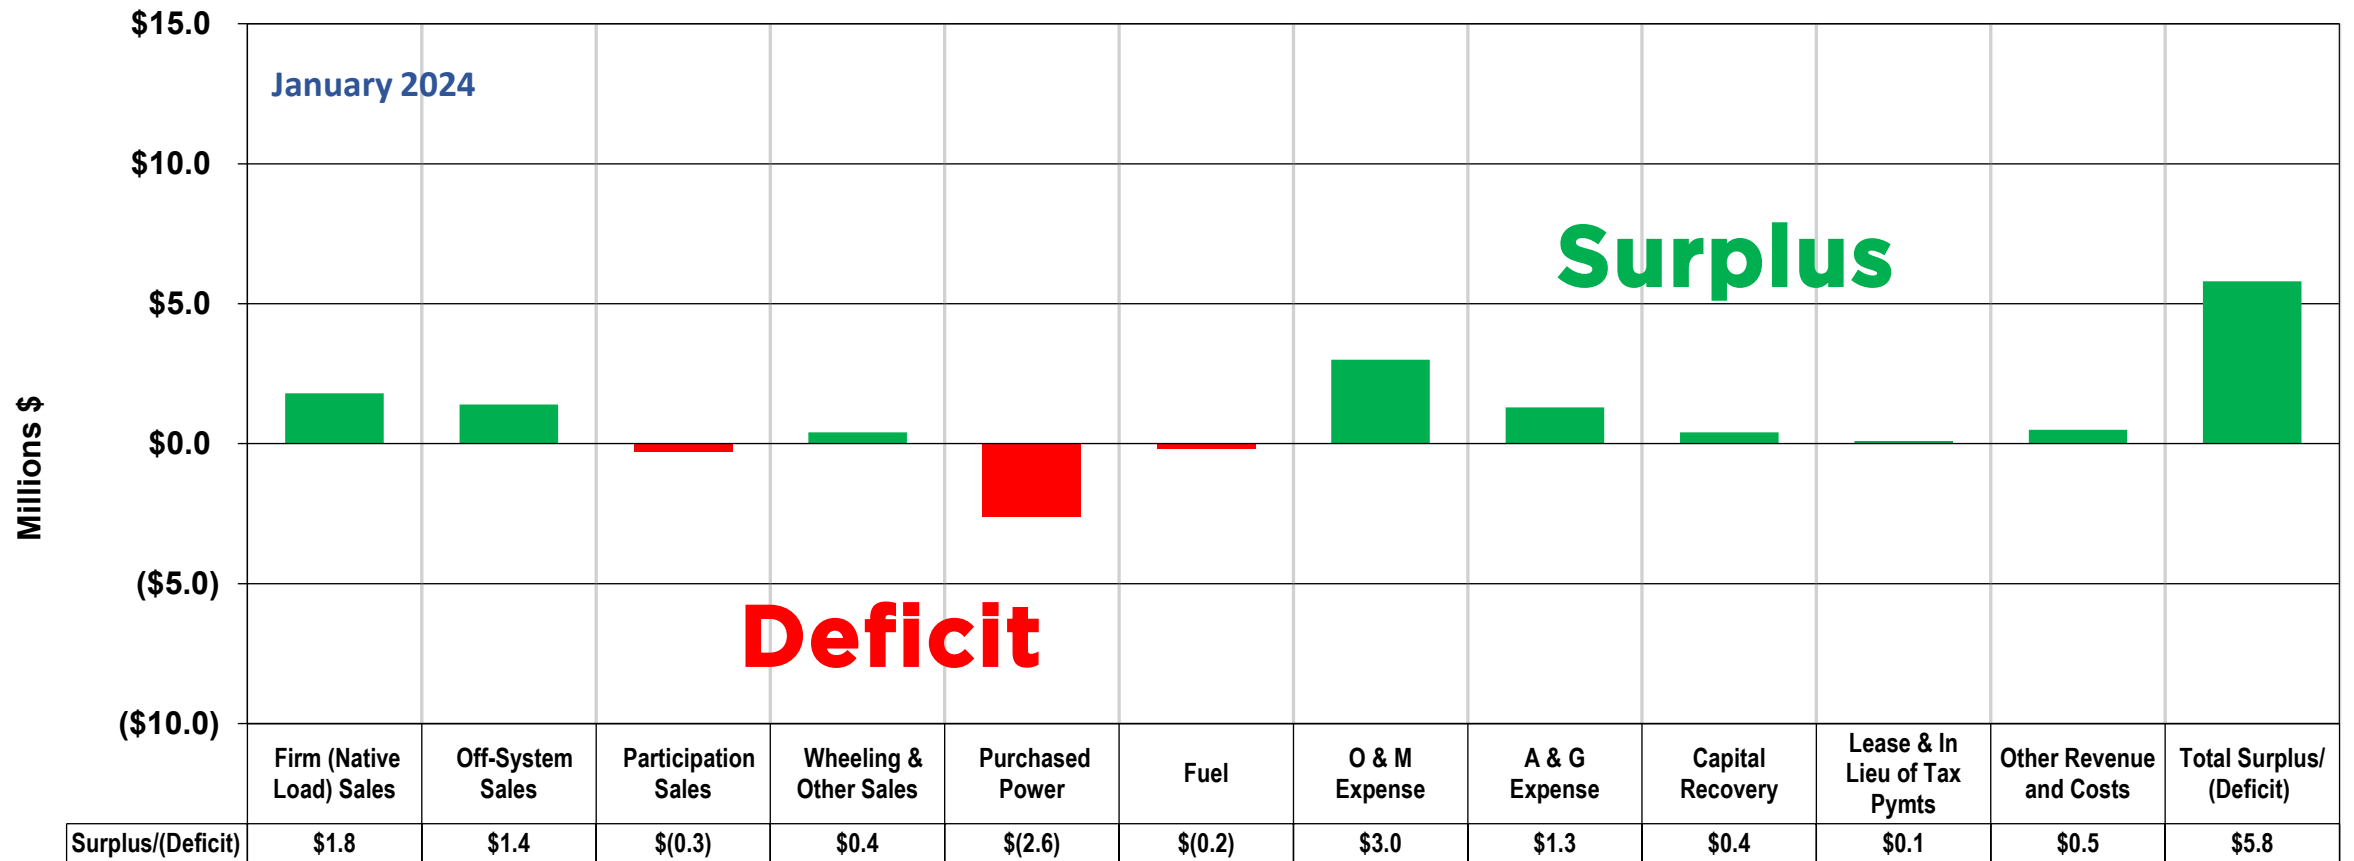 $15.0
January 2024
$10.0
Surplus
$5.0
Millions $
$0.0
($5.0)
Deficit
($10.0)
Firm (Native
Load) Sales
Off-System
Sales
Participation
Sales
Wheeling &
Other Sales
Purchased
Power
Fuel
O & M
Expense
A & G
Expense
Capital
Recovery
Lease & In
Lieu of Tax
Pymts
Other Revenue
and Costs
Total Surplus/
(Deficit)
Surplus/(Deficit) $1.8 $1.4 $(0.3) $0.4 $(2.6) $(0.2) $3.0 $1.3 $0.4 $0.1 $0.5 $5.8